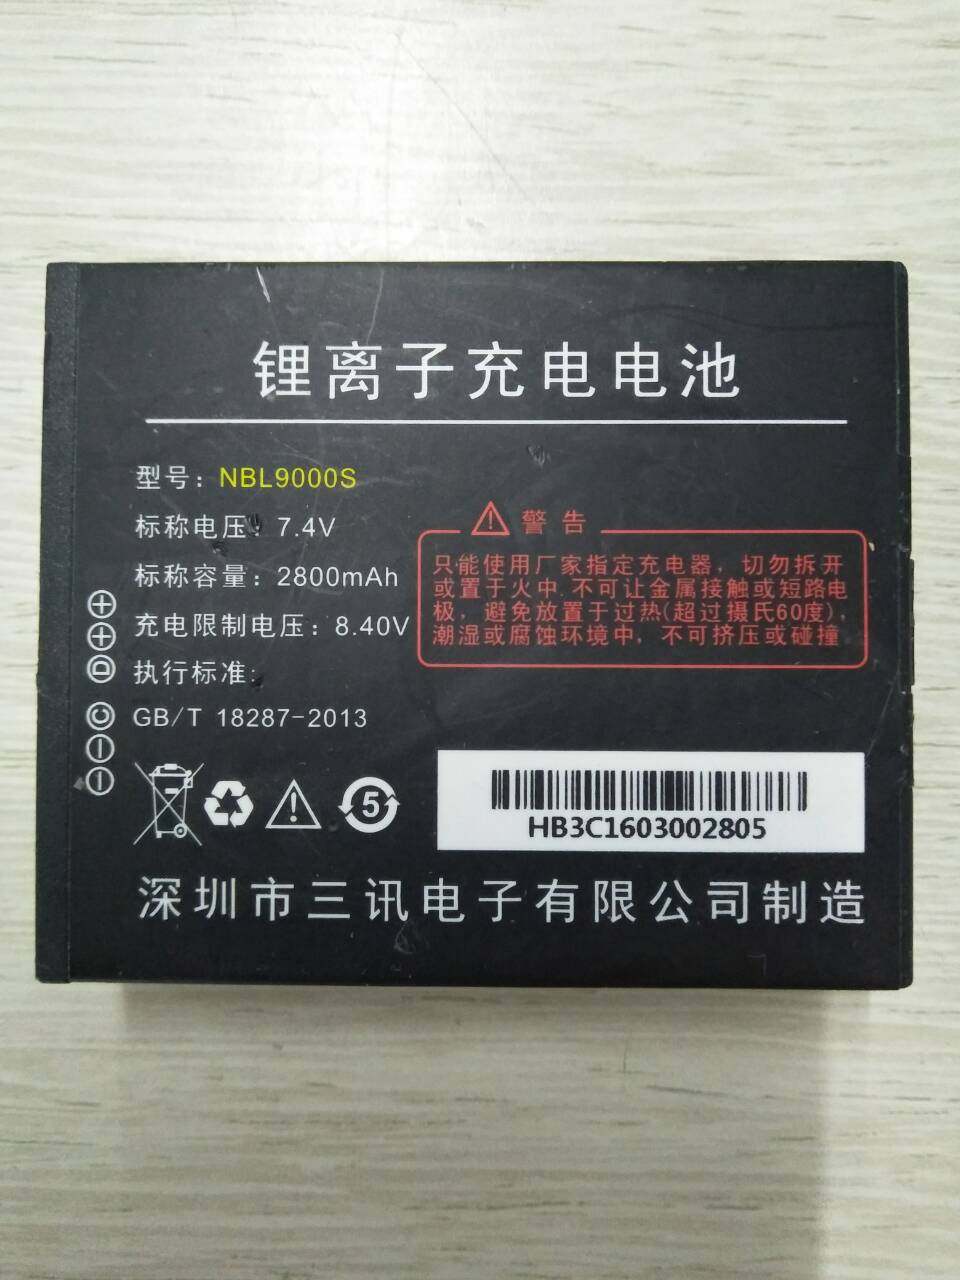 锂离子充电电池
型号：NBL9000S
标称电压：7.4V
标称容量：2800mAh
充电限制电压：8.40V
执行标准：
GB/T 18287-2013
警告
只能使用厂家指定充电器，切勿拆开
或置于火中.不可让金属接触或短路电
极，避免放置于过热(超过摄氏60度)，
潮湿或腐蚀环境中，不可挤压或碰撞
⊕⊕D C⊖⊖
5
HB3C1603002805
深圳市三讯电子有限公司制造